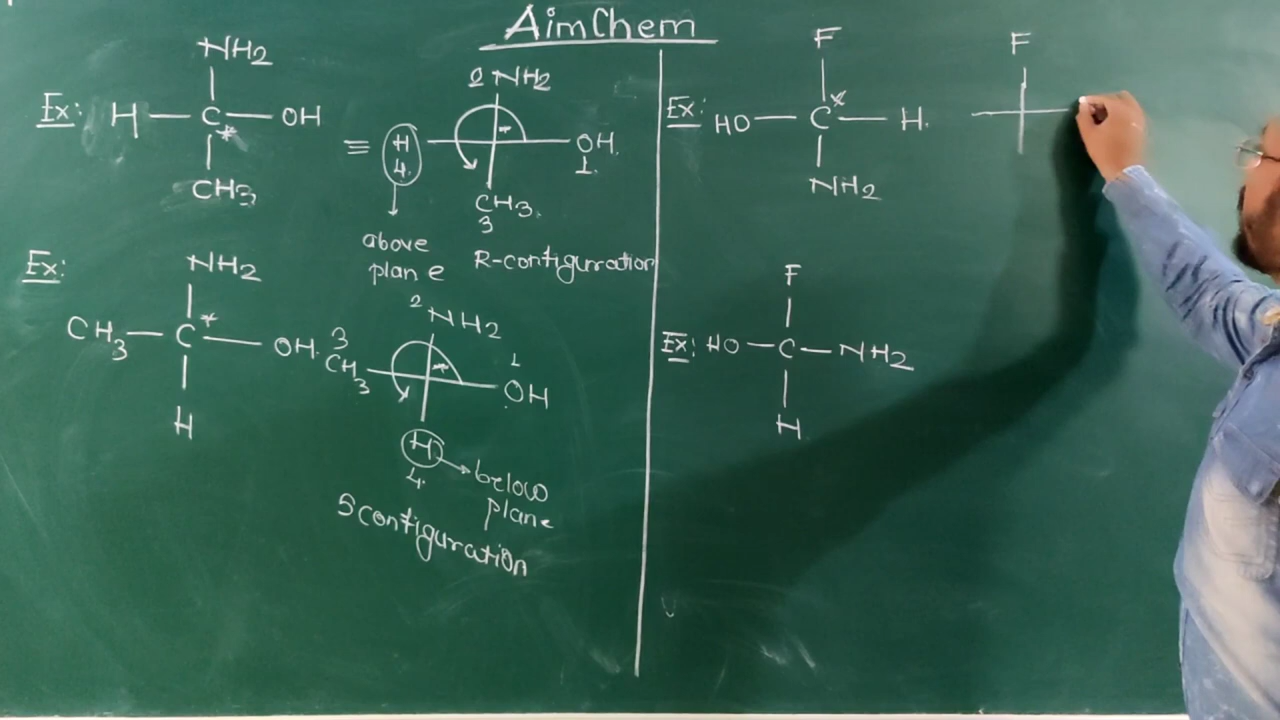 AimChem
Ex:
NH2
H — C — OH
*
CH3
≡
2 NH2
H
4.
OH.
1.
CH3.
3
above
plane
R-configuration
Ex:
NH2
CH3 — C — OH.
*
H
2 NH2
3
CH3
1
OH
H
4.
below
plane
S configuration
Ex:
F
HO — C — H.
*
NH2
F
Ex:
F
HO — C — NH2
H